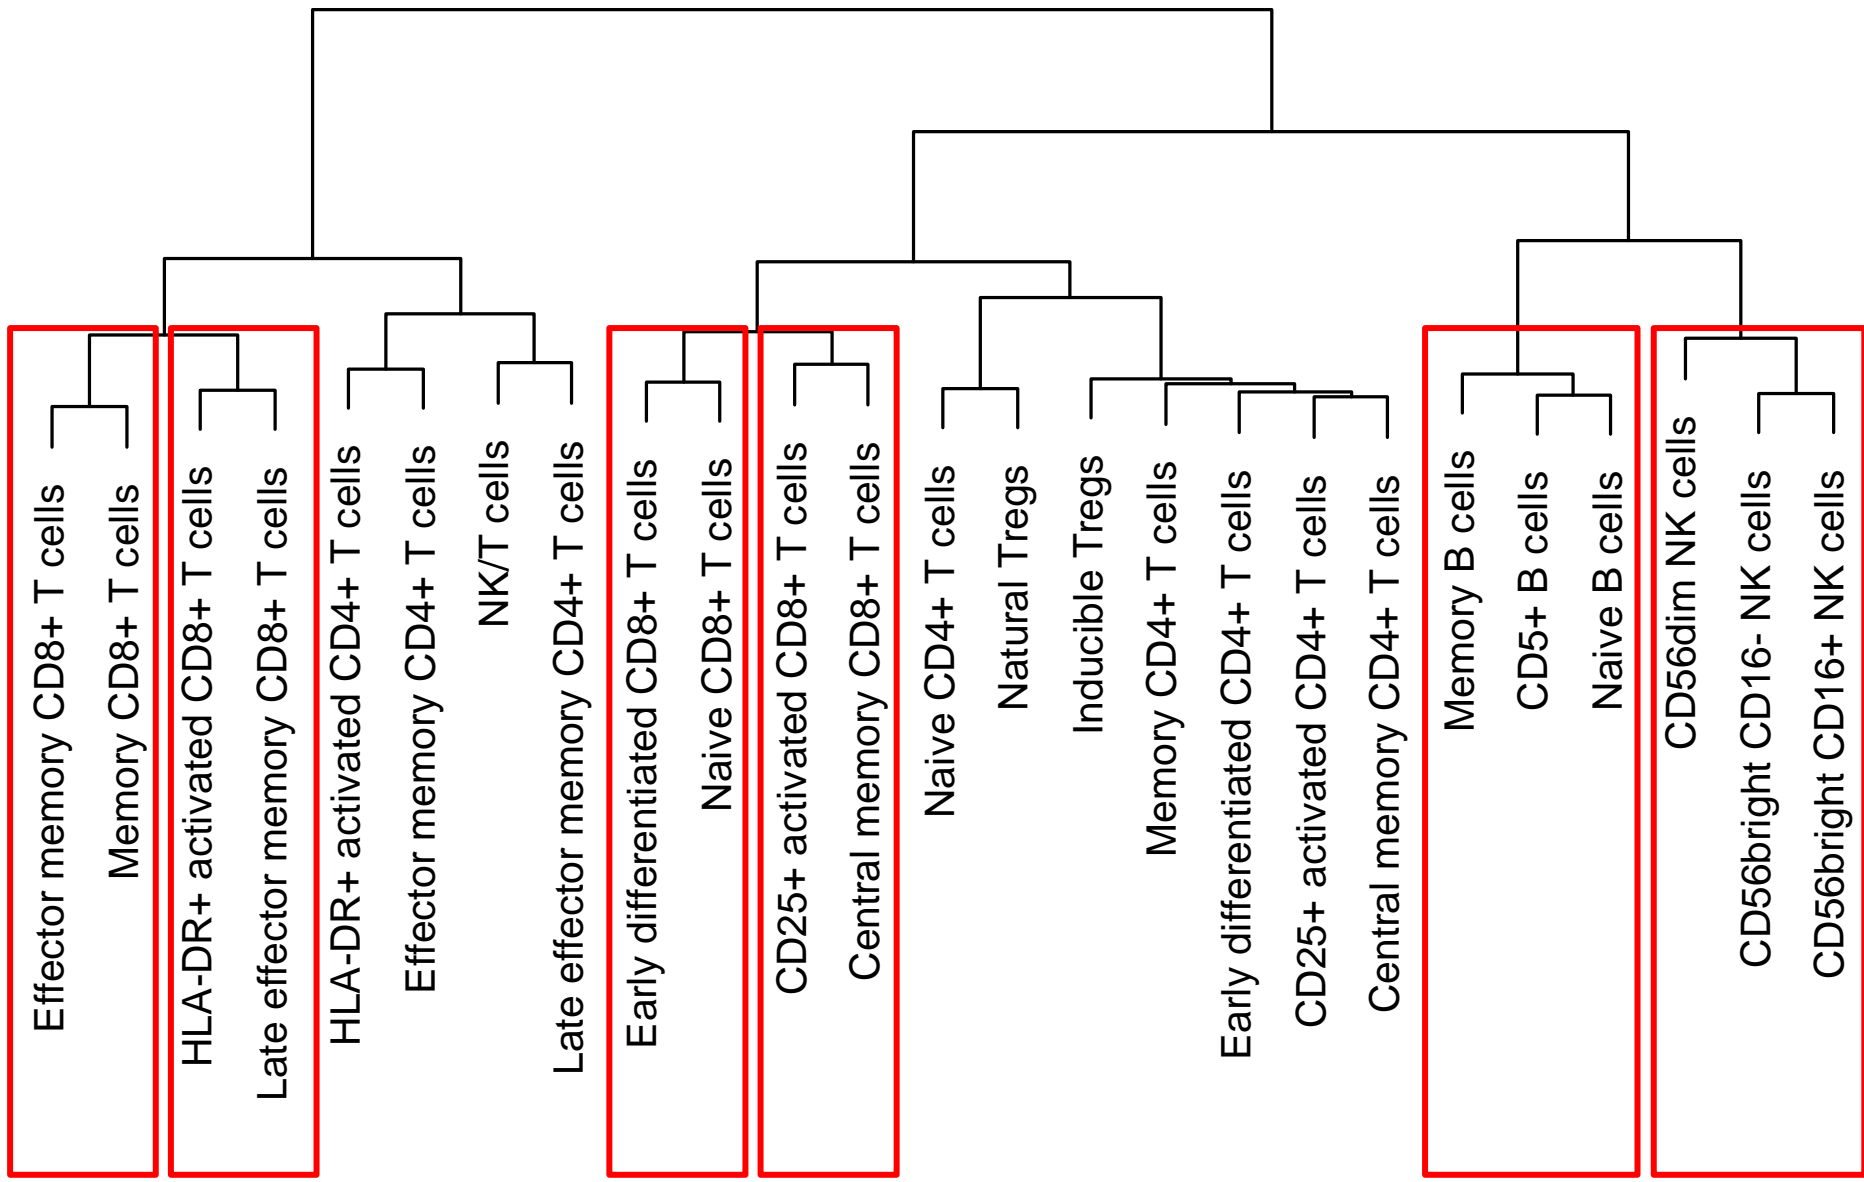 Effector memory CD8+ T cells
Memory CD8+ T cells
HLA-DR+ activated CD8+ T cells
Late effector memory CD8+ T cells
HLA-DR+ activated CD4+ T cells
Effector memory CD4+ T cells
NK/T cells
Late effector memory CD4+ T cells
Early differentiated CD8+ T cells
Naive CD8+ T cells
CD25+ activated CD8+ T cells
Central memory CD8+ T cells
Naive CD4+ T cells
Natural Tregs
Inducible Tregs
Memory CD4+ T cells
Early differentiated CD4+ T cells
CD25+ activated CD4+ T cells
Central memory CD4+ T cells
Memory B cells
CD5+ B cells
Naive B cells
CD56dim NK cells
CD56bright CD16- NK cells
CD56bright CD16+ NK cells